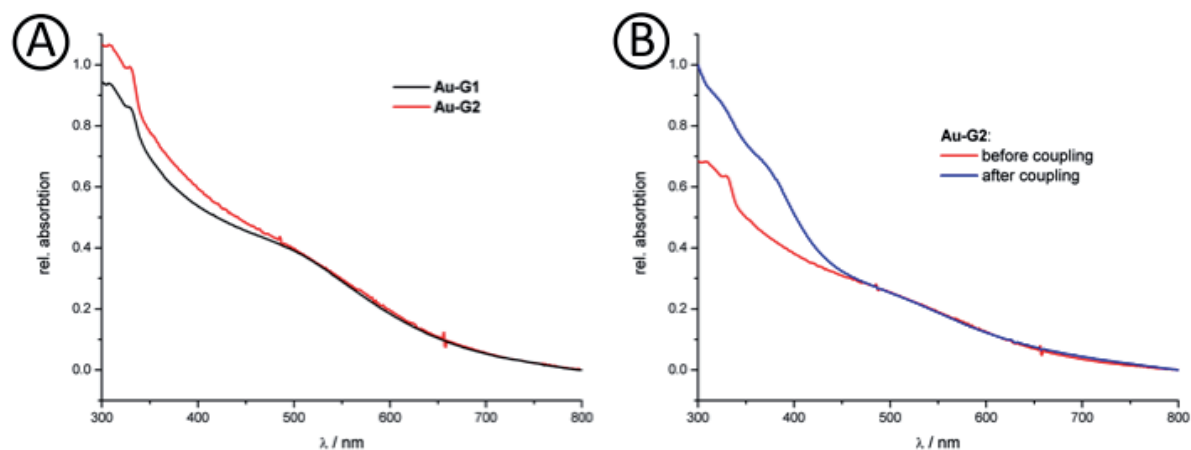 A
1.0
0.8
0.6
0.4
0.2
0.0
rel. absorbtion
Au-G1
Au-G2
300 400 500 600 700 800
λ / nm
B
1.0
0.8
0.6
0.4
0.2
0.0
rel. absorbtion
Au-G2:
before coupling
after coupling
300 400 500 600 700 800
λ / nm